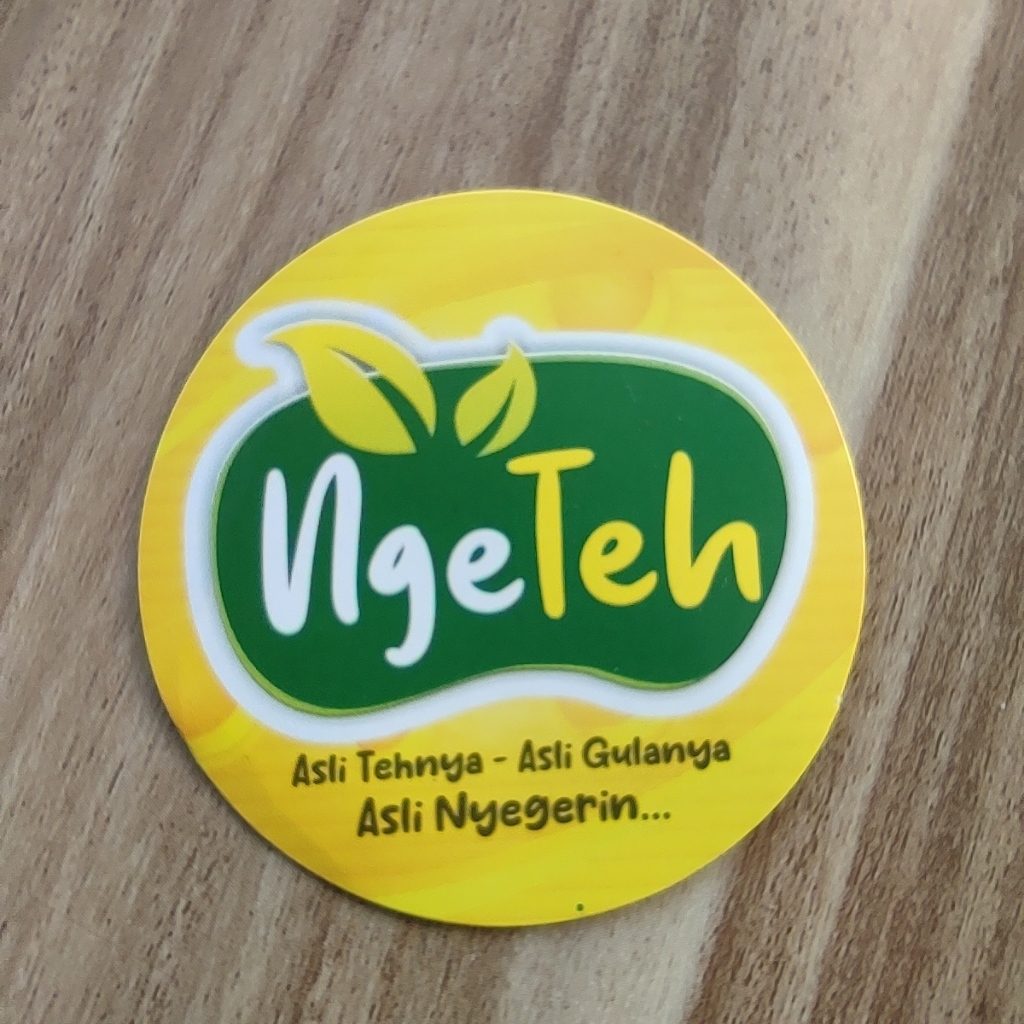 NgeTeh
Asli Tehnya - Asli Gulanya
Asli Nyegerin...